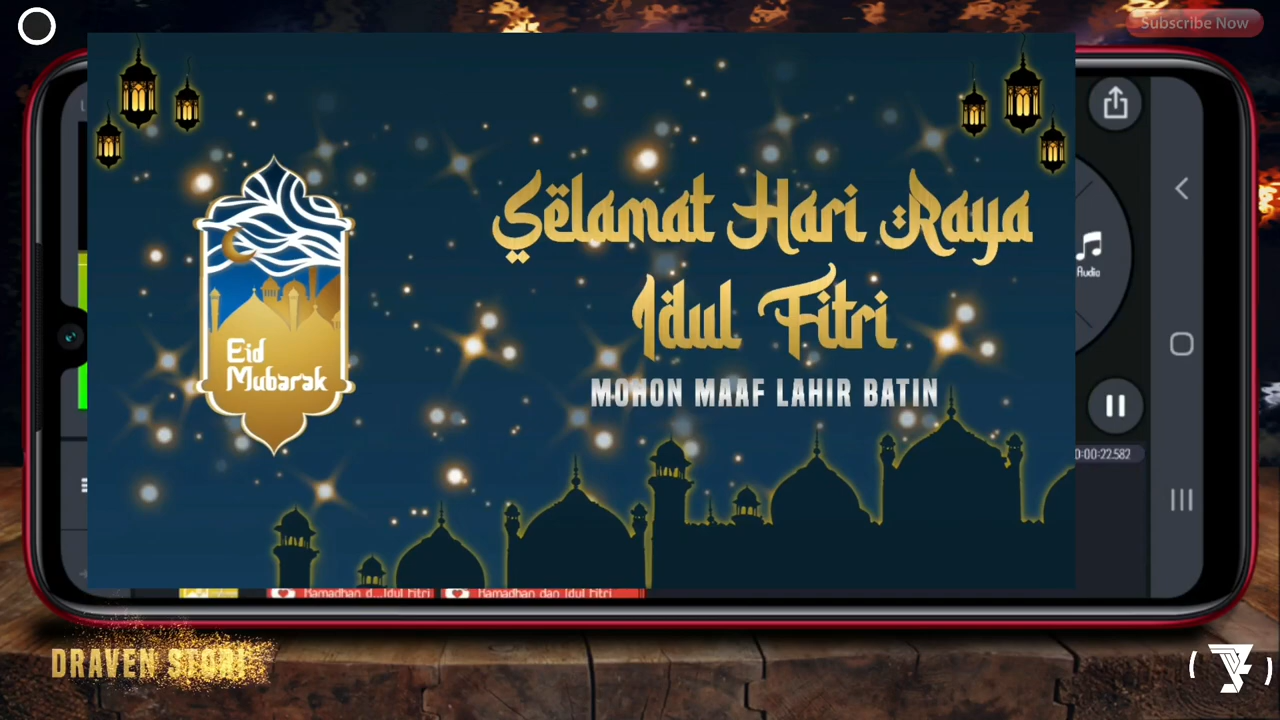 Subscribe Now
Selamat Hari Raya
Idul Fitri
MOHON MAAF LAHIR BATIN
Eid
Mubarak
Audio
0:00:22.582
Ramadhan d...Idul Fitri
Ramadhan dan Idul Fitri
DRAVEN STORI